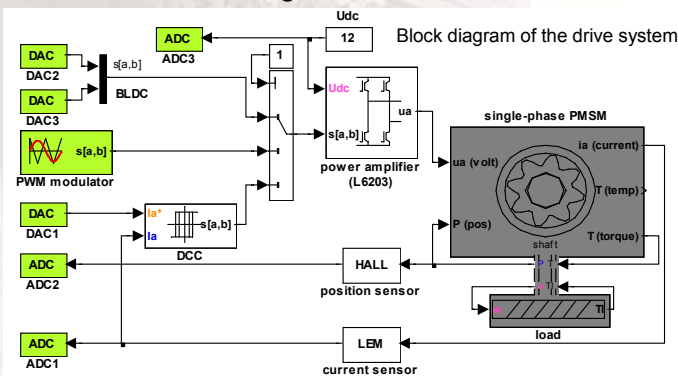 Block diagram of the drive system
Udc
12
ADC
ADC3
DAC
DAC2
s[a,b]
BLDC
DAC
DAC3
1
Udc
s[a,b]
ua
power amplifier
(L6203)
s[a,b]
PWM modulator
single-phase PMSM
ua (volt)
P (pos)
ia (current)
T (temp)
T (torque)
shaft
DAC
DAC1
Ia*
Ia
s[a,b]
DCC
ADC
ADC2
HALL
position sensor
P T
Tl
load
ADC
ADC1
LEM
current sensor